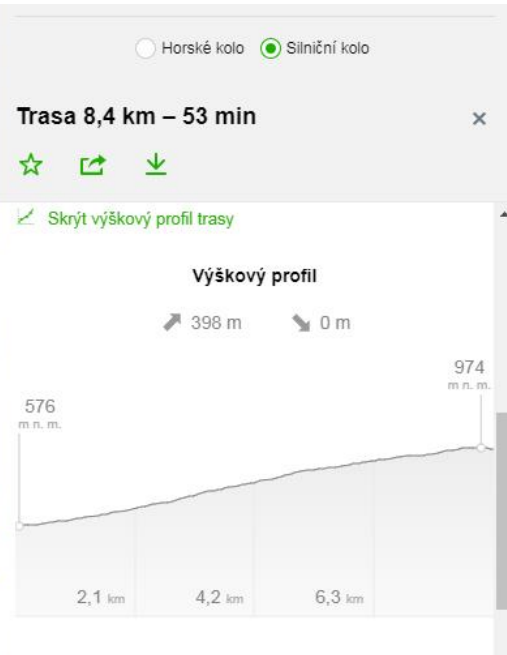 Horské kolo Silniční kolo
Trasa 8,4 km – 53 min
Skrýt výškový profil trasy
Výškový profil
398 m 0 m
974
m n. m.
576
m n. m.
2,1 km 4,2 km 6,3 km